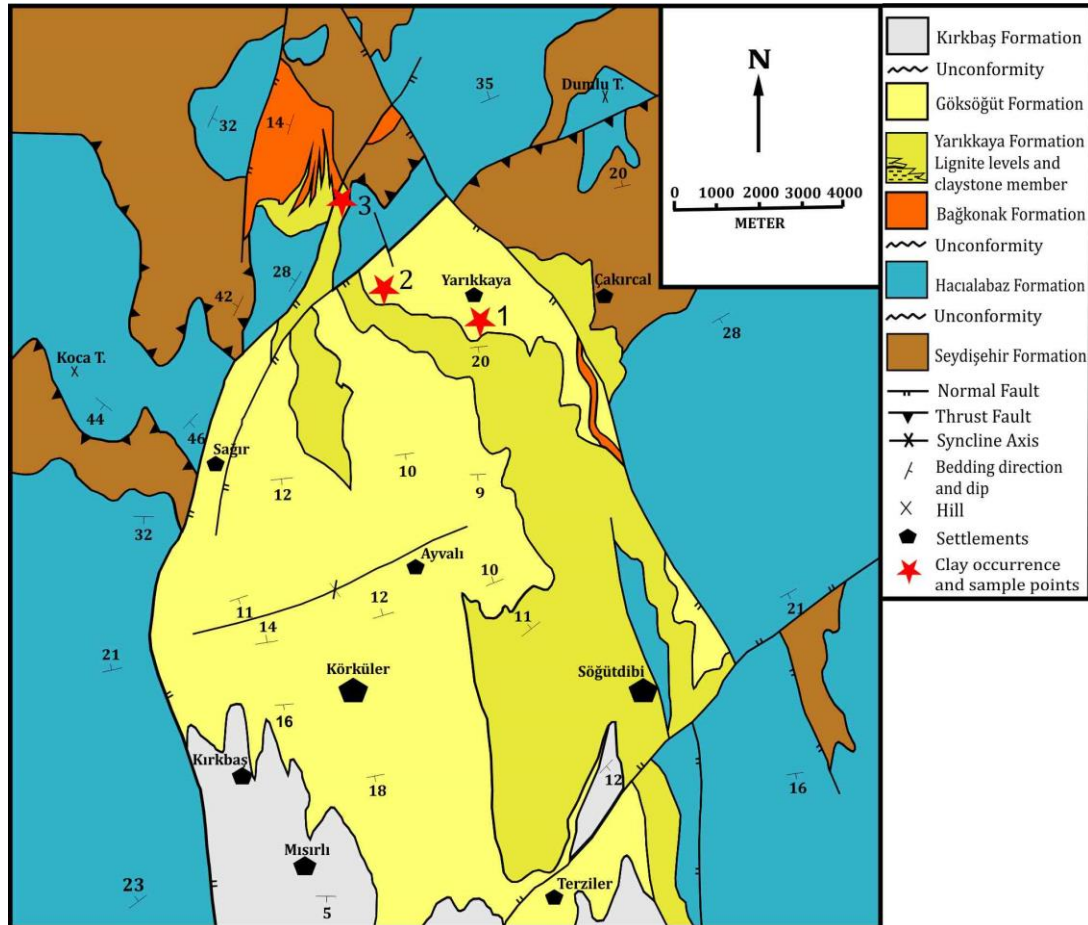 35
Dumlu T.
32
14
20
3
N
0 1000 2000 3000 4000
METER
28
2
Yarıkkaya
Çakırcal
42
1
28
20
Koca T.
44
46
Sağır
10
12
9
32
Ayvalı
10
11
12
14
11
21
21
Körküler
Söğütdibi
16
Kırkbaş
18
12
16
Mısırlı
Terziler
23
5
Kırkbaş Formation
Unconformity
Göksöğüt Formation
Yarıkkaya Formation
Lignite levels and
claystone member
Bağkonak Formation
Unconformity
Hacıalabaz Formation
Unconformity
Seydişehir Formation
Normal Fault
Thrust Fault
Syncline Axis
Bedding direction
and dip
Hill
Settlements
Clay occurrence
and sample points